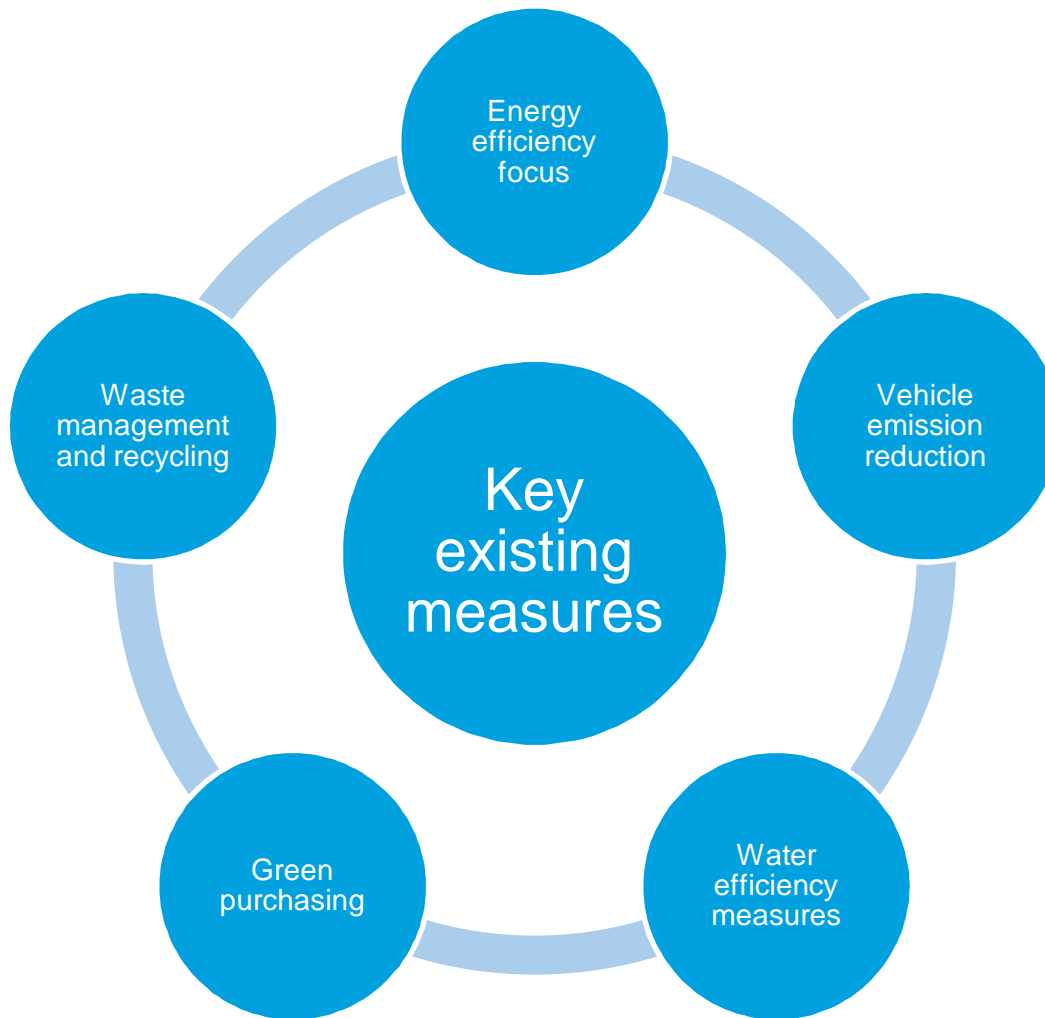 Energy
efficiency
focus
Vehicle
emission
reduction
Water
efficiency
measures
Green
purchasing
Waste
management
and recycling
Key
existing
measures